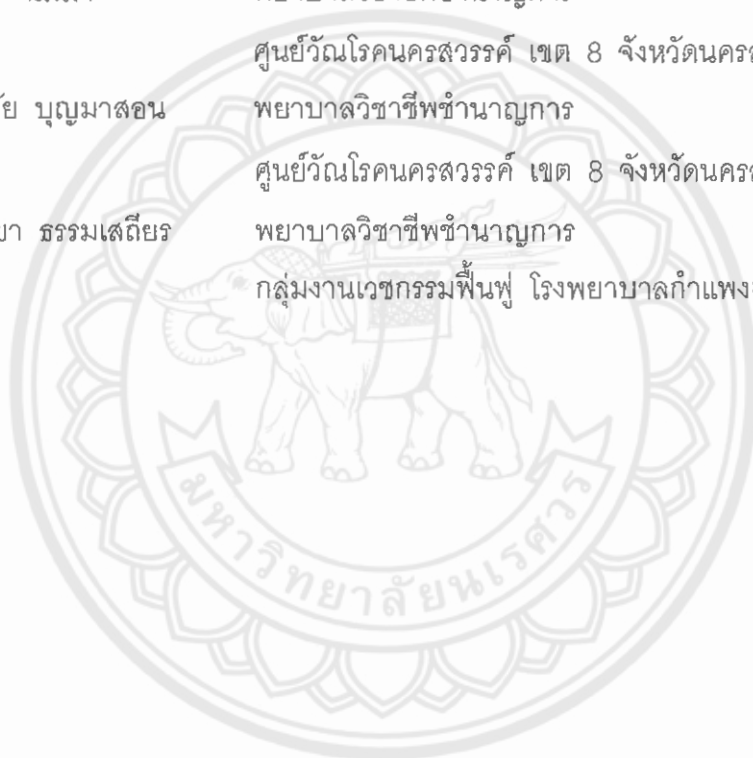 ศูนย์วัณโรคนครสวรรค์ เขต 8 จังหวัดนคร
บุญมาสอน พยาบาลวิชาชีพชำนาญการ
ศูนย์วัณโรคนครสวรรค์ เขต 8 จังหวัดนคร
ธรรมเสถียร พยาบาลวิชาชีพชำนาญการ
กลุ่มงานเวชกรรมฟื้นฟู โรงพยาบาลกำแพง
มหาวิทยาลัยนเรศวร